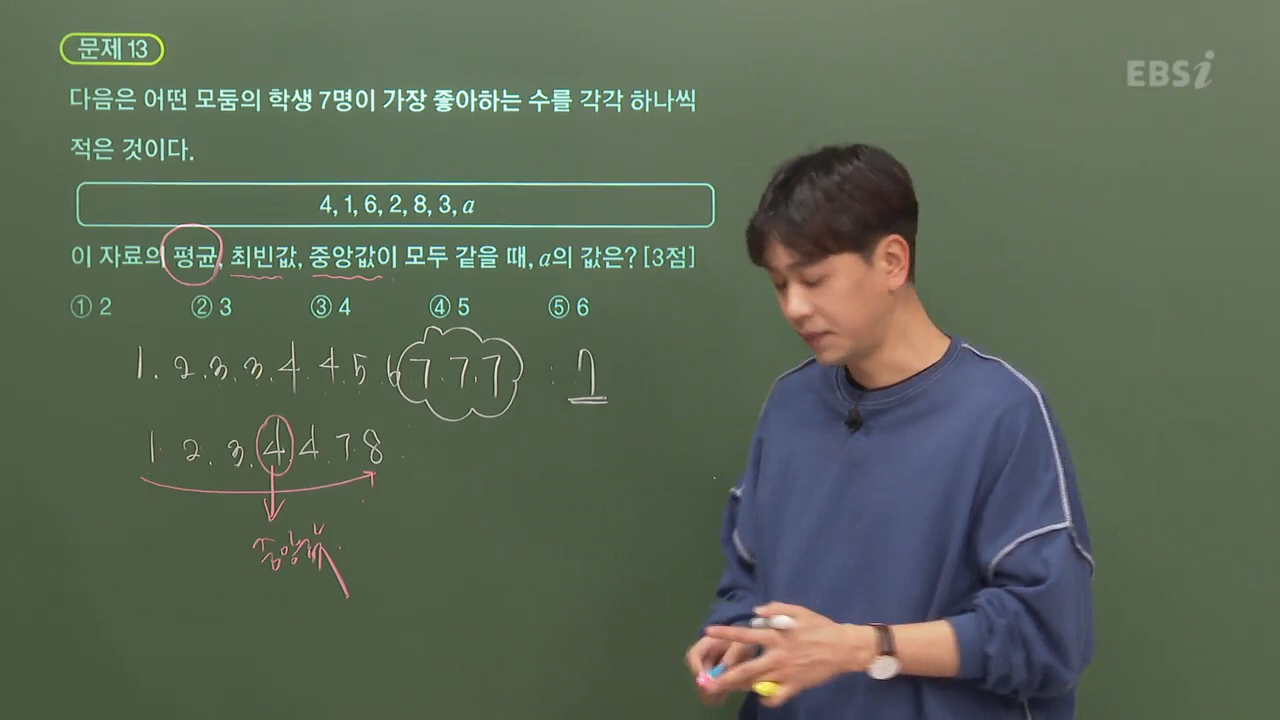 문제 13
EBSi
다음은 어떤 모둠의 학생 7명이 가장 좋아하는 수를 각각 하나씩
적은 것이다.
4, 1, 6, 2, 8, 3, a
이 자료의 평균, 최빈값, 중앙값이 모두 같을 때, a의 값은? [3점]
① 2 ② 3 ③ 4 ④ 5 ⑤ 6
1. 2. 3. 3. 4. 4. 5. 6. 7. 7. 7 : 7
1. 2. 3. 4. 4. 7. 8
중앙값